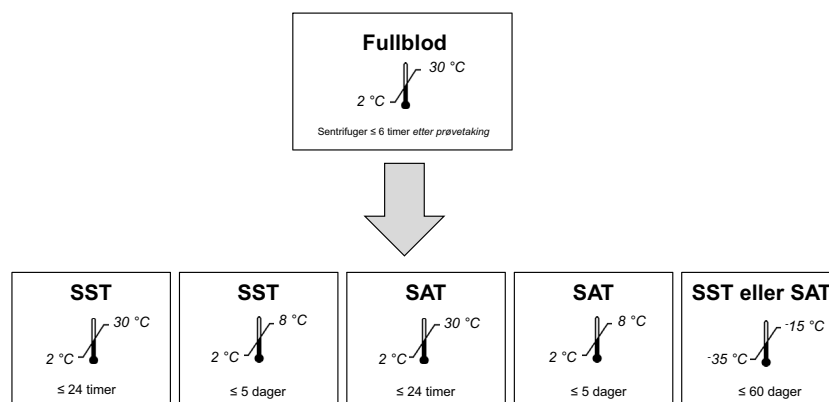 Fullblod
30 °C
2 °C
Sentrifuger ≤ 6 timer etter prøvetaking
SST
30 °C
2 °C
≤ 24 timer
SST
8 °C
2 °C
≤ 5 dager
SAT
30 °C
2 °C
≤ 24 timer
SAT
8 °C
2 °C
≤ 5 dager
SST eller SAT
-15 °C
-35 °C
≤ 60 dager